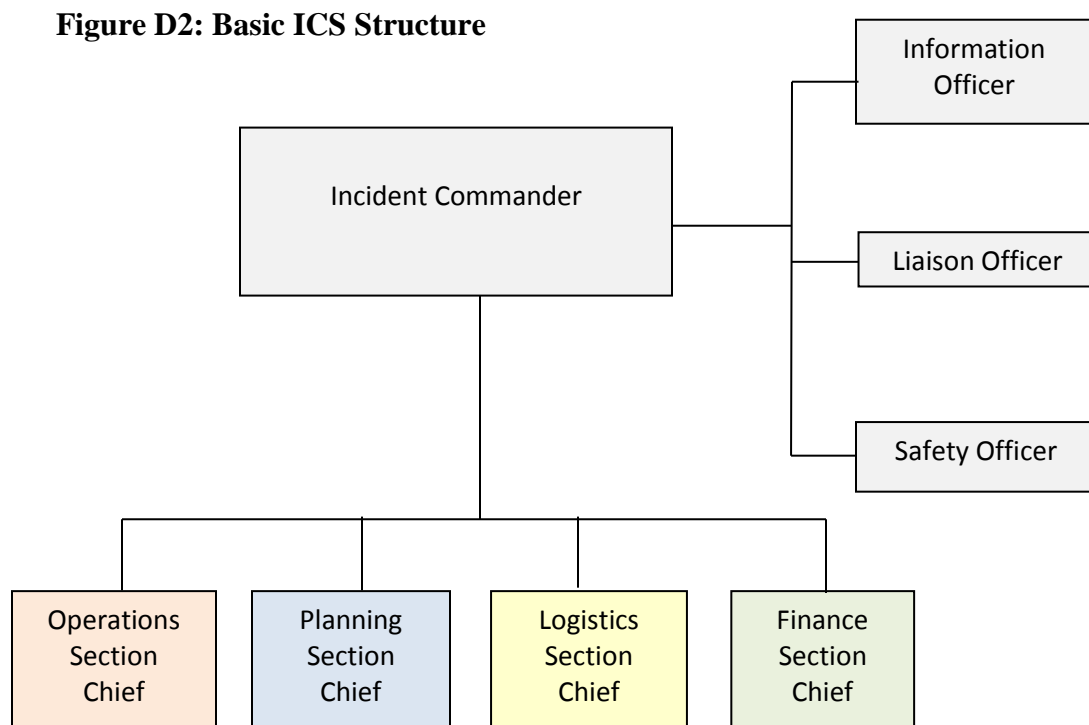 Figure D2: Basic ICS Structure
Information
Officer
Incident Commander
Liaison Officer
Safety Officer
Operations
Section
Chief
Planning
Section
Chief
Logistics
Section
Chief
Finance
Section
Chief